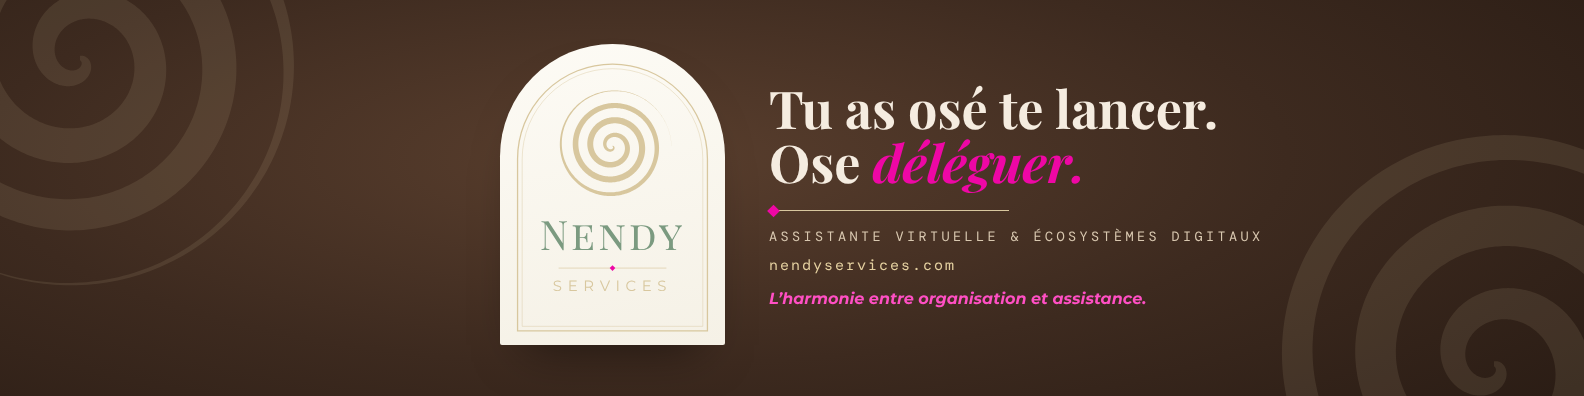 NENDY
SERVICES
Tu as osé te lancer.
Ose déléguer.
ASSISTANTE VIRTUELLE & ÉCOSYSTÈMES DIGITAUX
nendyservices.com
L’harmonie entre organisation et assistance.